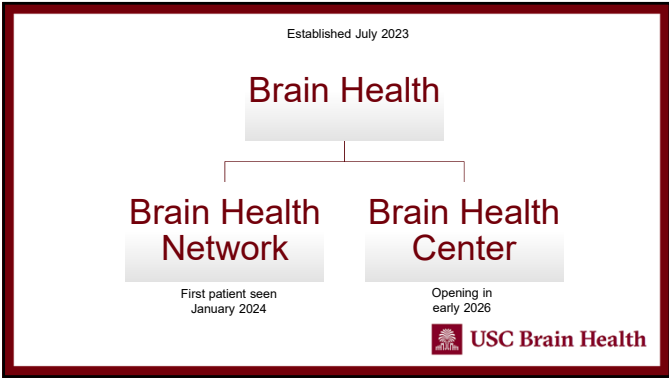 Established July 2023
Brain Health
Brain Health
Network
First patient seen
January 2024
Brain Health
Center
Opening in
early 2026
USC Brain Health